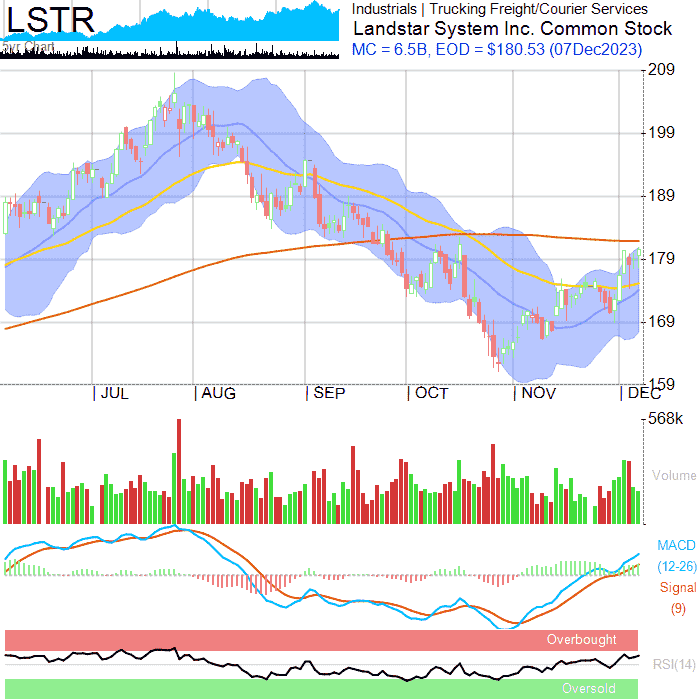 LSTR
5yr Chart
Industrials | Trucking Freight/Courier Services
Landstar System Inc. Common Stock
MC = 6.5B, EOD = $180.53 (07Dec2023)
209
199
189
179
169
159
JUL AUG SEP OCT NOV DEC
568k
Volume
MACD
(12-26)
Signal
(9)
Overbought
RSI(14)
Oversold